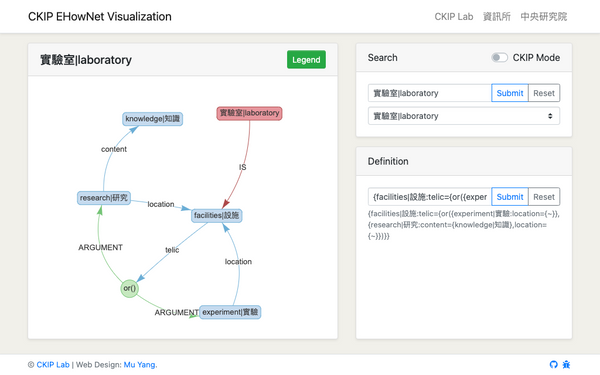 CKIP EHowNet Visualization
CKIP Lab 資訊所 中央研究院
實驗室|laboratory
Legend
knowledge|知識
實驗室|laboratory
content
IS
research|研究
location
facilities|設施
telic
ARGUMENT
location
or()
ARGUMENT
experiment|實驗
Search
CKIP Mode
實驗室|laboratory
Submit
Reset
實驗室|laboratory
Definition
{facilities|設施:telic={or({exper
Submit
Reset
{facilities|設施:telic={or({experiment|實驗:location={~}},
{research|研究:content={knowledge|知識},location=
{~}})}}
© CKIP Lab | Web Design: Mu Yang.